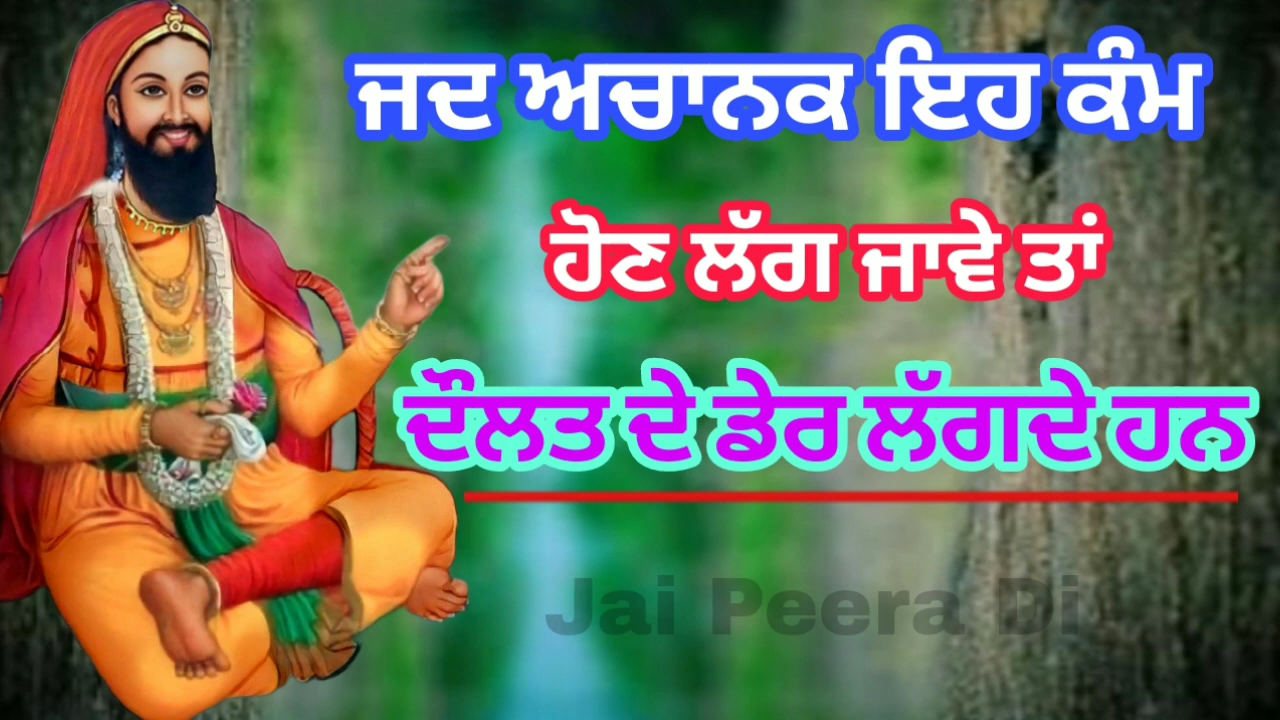 ਜਦ ਅਚਾਨਕ ਇਹ ਕੰਮ
ਹੋਣ ਲੱਗ ਜਾਵੇ ਤਾਂ
ਦੌਲਤ ਦੇ ਡੇਰ ਲੱਗਦੇ ਹਨ
Jai Peera Di